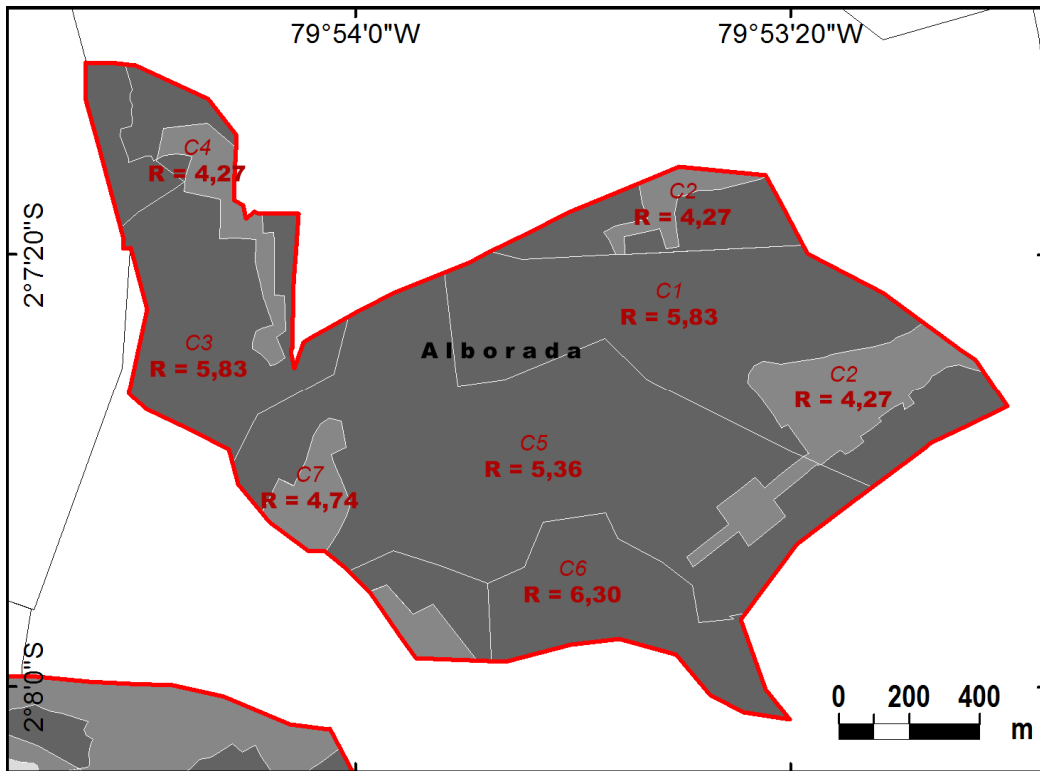 79°54'0"W
79°53'20"W
C4
R = 4,27
C2
R = 4,27
2°7'20"S
C1
R = 5,83
C3
R = 5,83
Alborada
C2
R = 4,27
C5
R = 5,36
C7
R = 4,74
C6
R = 6,30
2°8'0"S
0 200 400
m